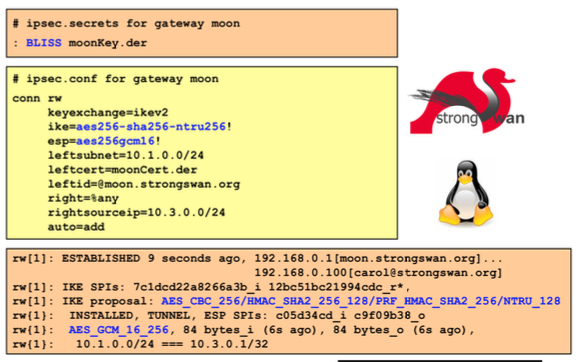 # ipsec.secrets for gateway moon
: BLISS moonKey.der
# ipsec.conf for gateway moon
conn rw
keyexchange=ikev2
ike=aes256-sha256-ntru256!
esp=aes256gcm16!
leftsubnet=10.1.0.0/24
leftcert=moonCert.der
leftid=@moon.strongswan.org
right=%any
rightsourceip=10.3.0.0/24
auto=add
strongSwan
rw[1]: ESTABLISHED 9 seconds ago, 192.168.0.1[moon.strongswan.org]...
192.168.0.100[carol@strongswan.org]
rw[1]: IKE SPIs: 7c1dcd22a8266a3b_i 12bc51bc21994cdc_r*,
rw[1]: IKE proposal: AES_CBC_256/HMAC_SHA2_256_128/PRF_HMAC_SHA2_256/NTRU_128
rw{1}: INSTALLED, TUNNEL, ESP SPIs: c05d34cd_i c9f09b38_o
rw{1}: AES_GCM_16_256, 84 bytes_i (6s ago), 84 bytes_o (6s ago),
rw{1}: 10.1.0.0/24 === 10.3.0.1/32